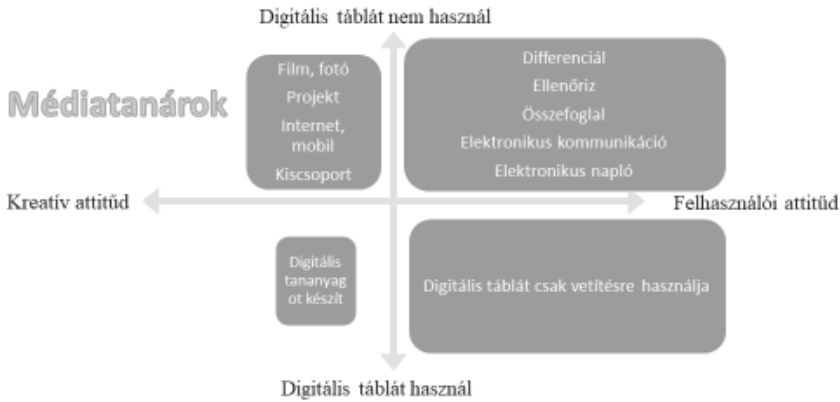 Digitális táblát nem használ
Médiatanárok
Film, fotó
Projekt
Internet,
mobil
Kiscsoport
Differenciál
Ellenőriz
Összefoglal
Elektronikus kommunikáció
Elektronikus napló
Kreatív attitűd
Felhasználói attitűd
Digitális
tananyag
ot készít
Digitális táblát csak vetítésre használja
Digitális táblát használ